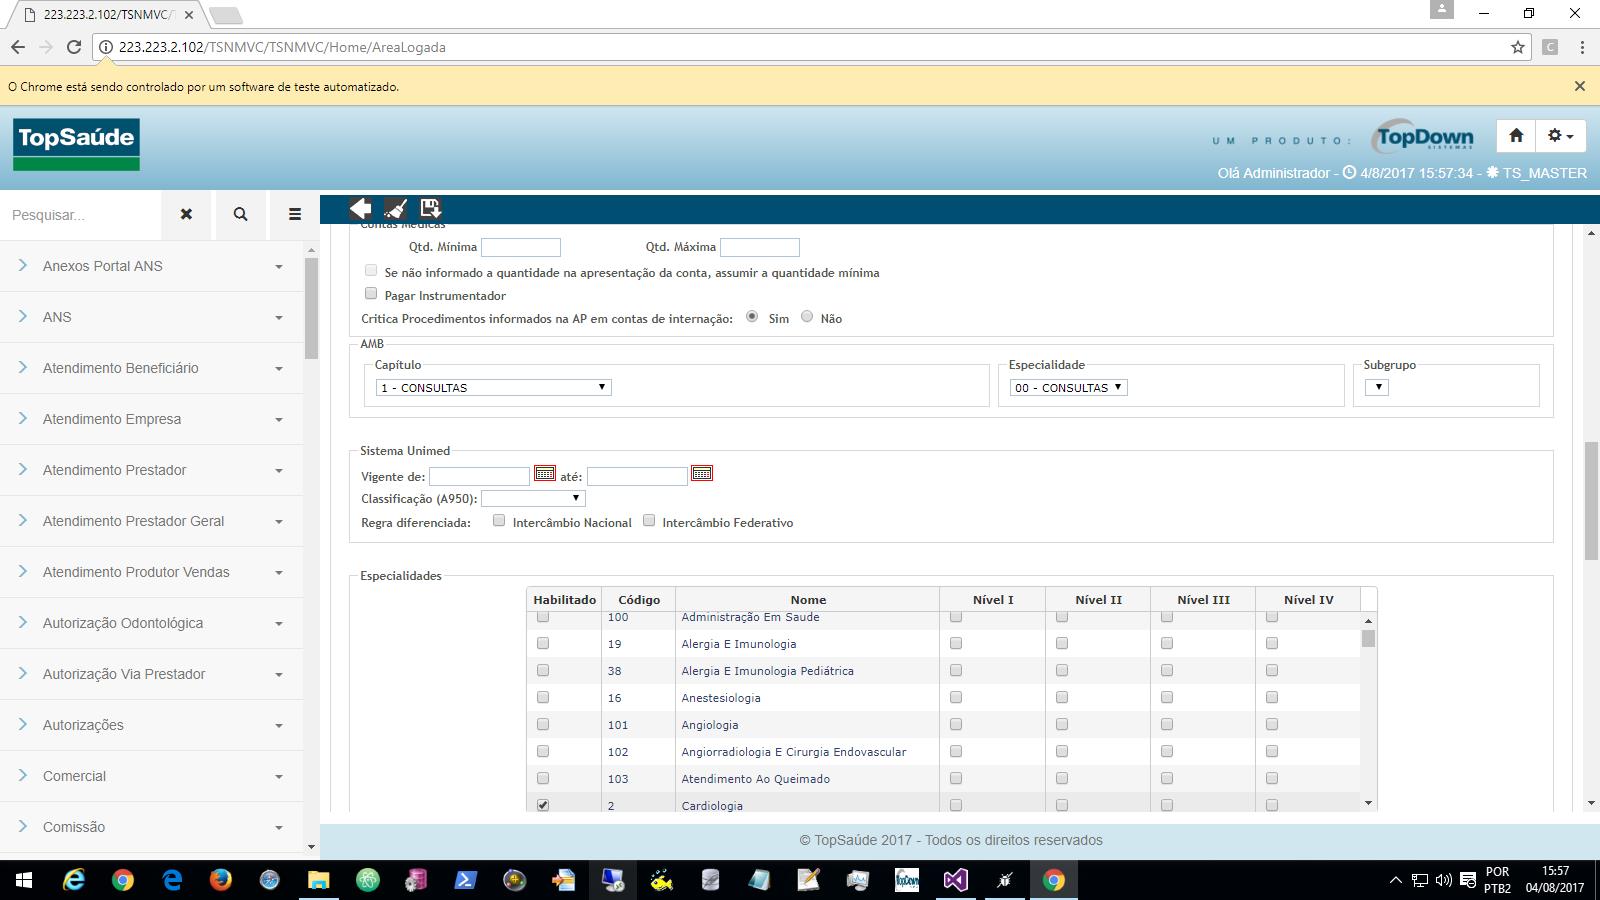 223.223.2.102/TSNMVC/T
223.223.2.102/TSNMVC/TSNMVC/Home/AreaLogada
C
O Chrome está sendo controlado por um software de teste automatizado.
TopSaúde
UM PRODUTO:
TopDown
SISTEMAS
Olá Administrador - 4/8/2017 15:57:34 - TS_MASTER
Pesquisar...
Anexos Portal ANS
ANS
Atendimento Beneficiário
Atendimento Empresa
Atendimento Prestador
Atendimento Prestador Geral
Atendimento Produtor Vendas
Autorização Odontológica
Autorização Via Prestador
Autorizações
Comercial
Comissão
Contas Médicas
Qtd. Mínima Qtd. Máxima
Se não informado a quantidade na apresentação da conta, assumir a quantidade mínima
Pagar Instrumentador
Critica Procedimentos informados na AP em contas de internação: Sim Não
AMB
Capítulo Especialidade Subgrupo
1 - CONSULTAS 00 - CONSULTAS
Sistema Unimed
Vigente de: até:
Classificação (A950):
Regra diferenciada: Intercâmbio Nacional Intercâmbio Federativo
Especialidades
Habilitado Código Nome Nível I Nível II Nível III Nível IV
100 Administração Em Saude
19 Alergia E Imunologia
38 Alergia E Imunologia Pediátrica
16 Anestesiologia
101 Angiologia
102 Angiorradiologia E Cirurgia Endovascular
103 Atendimento Ao Queimado
2 Cardiologia
© TopSaúde 2017 - Todos os direitos reservados
TopDown
POR
PTB2
15:57
04/08/2017